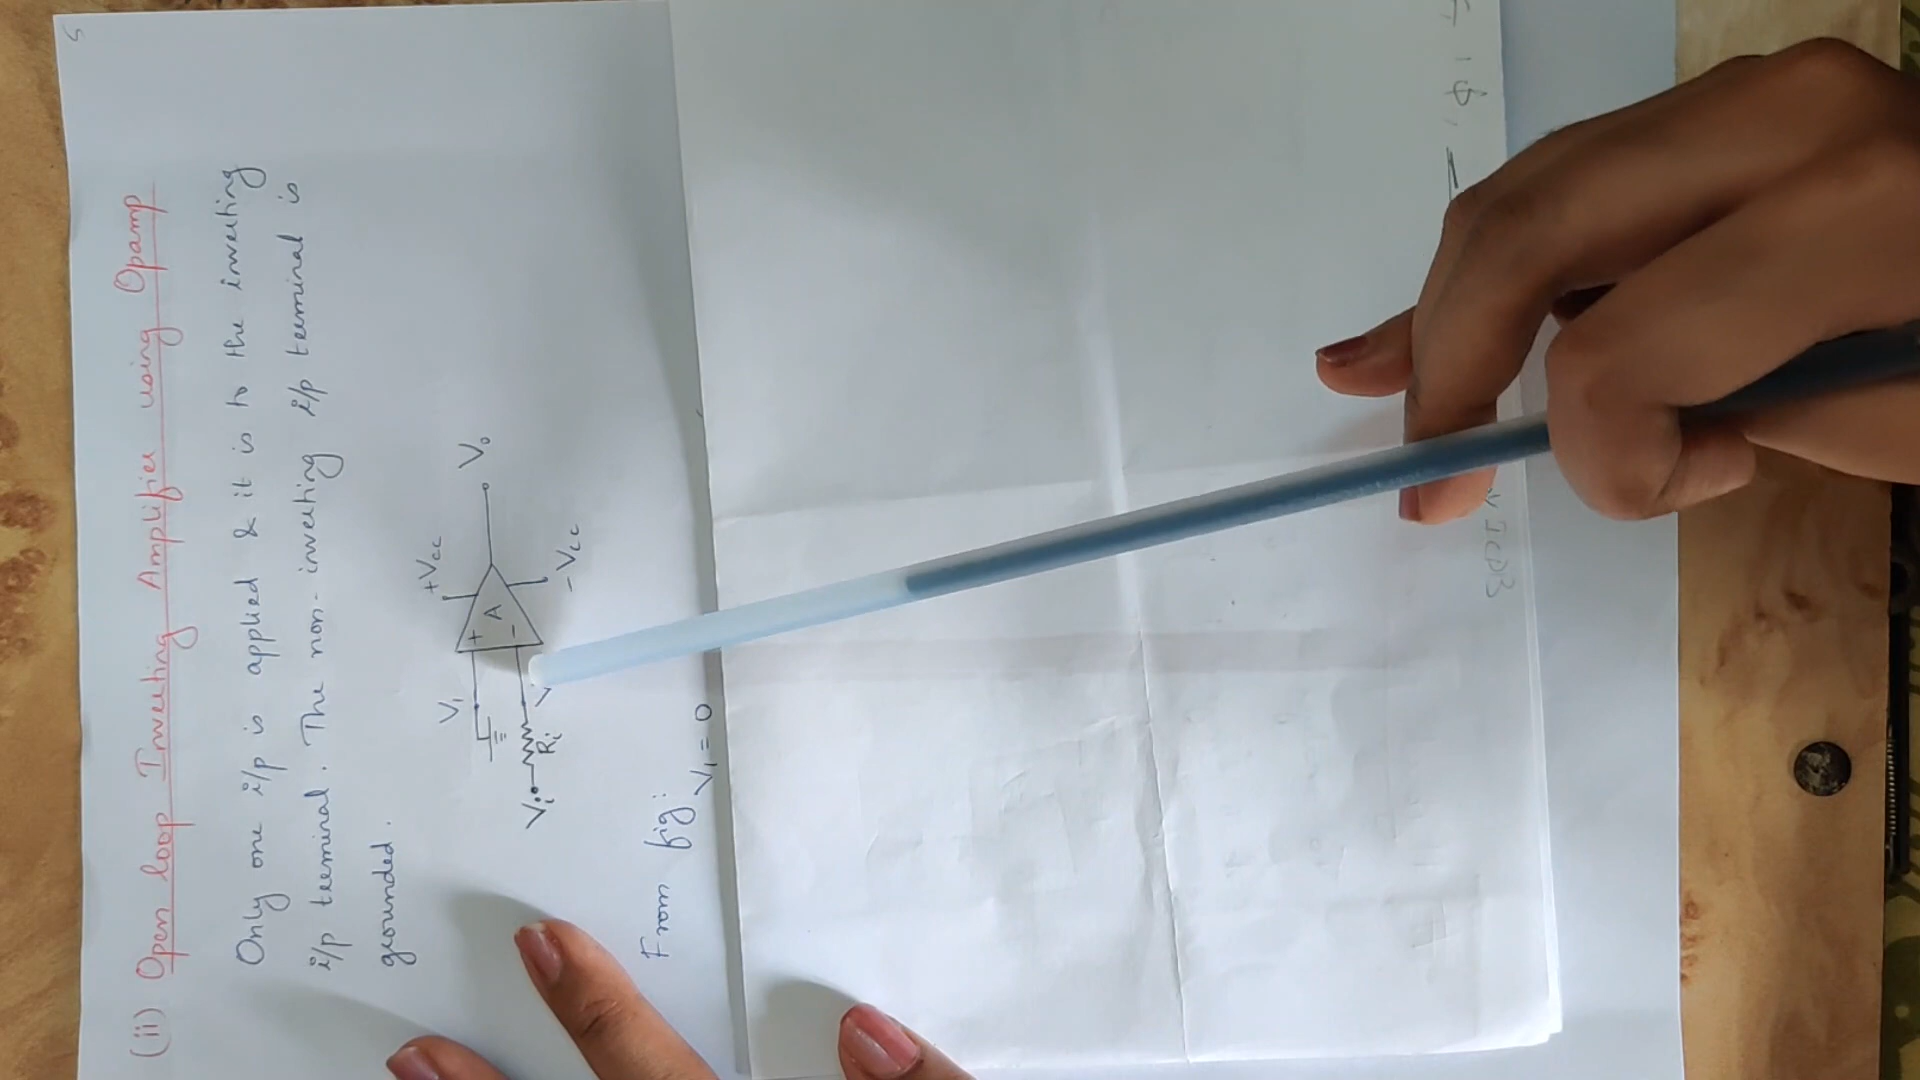 5
(ii) Open loop Inverting Amplifier using Opamp
Only one i/p is applied & it is to the inverting
i/p terminal. The non-inverting i/p terminal is
grounded.
+Vcc
V1
+
A
Vo
-
Vi
Ri
-Vcc
From fig:
V1 = 0